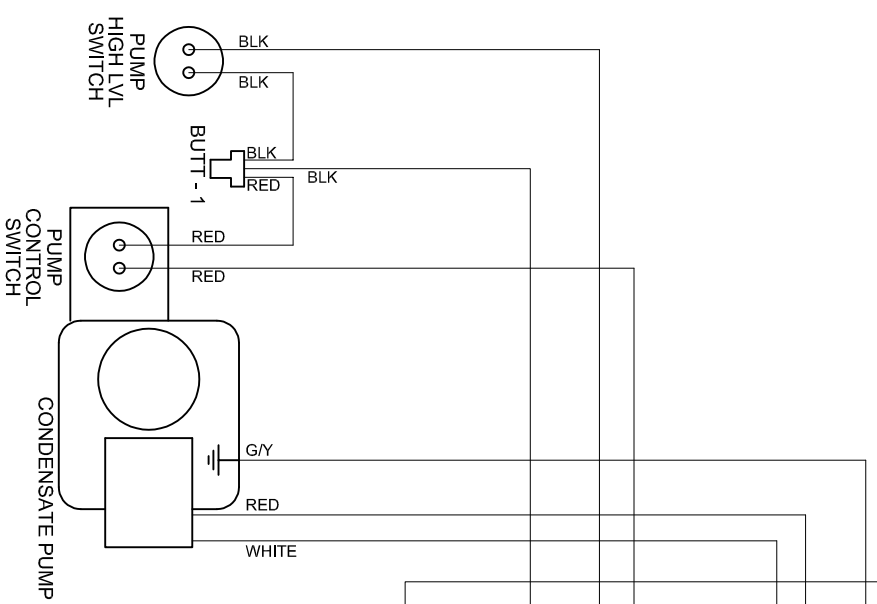 PUMP
HIGH LVL
SWITCH
BLK
BLK
BUTT - 1
BLK
BLK
RED
PUMP
CONTROL
SWITCH
RED
RED
CONDENSATE PUMP
G/Y
RED
WHITE